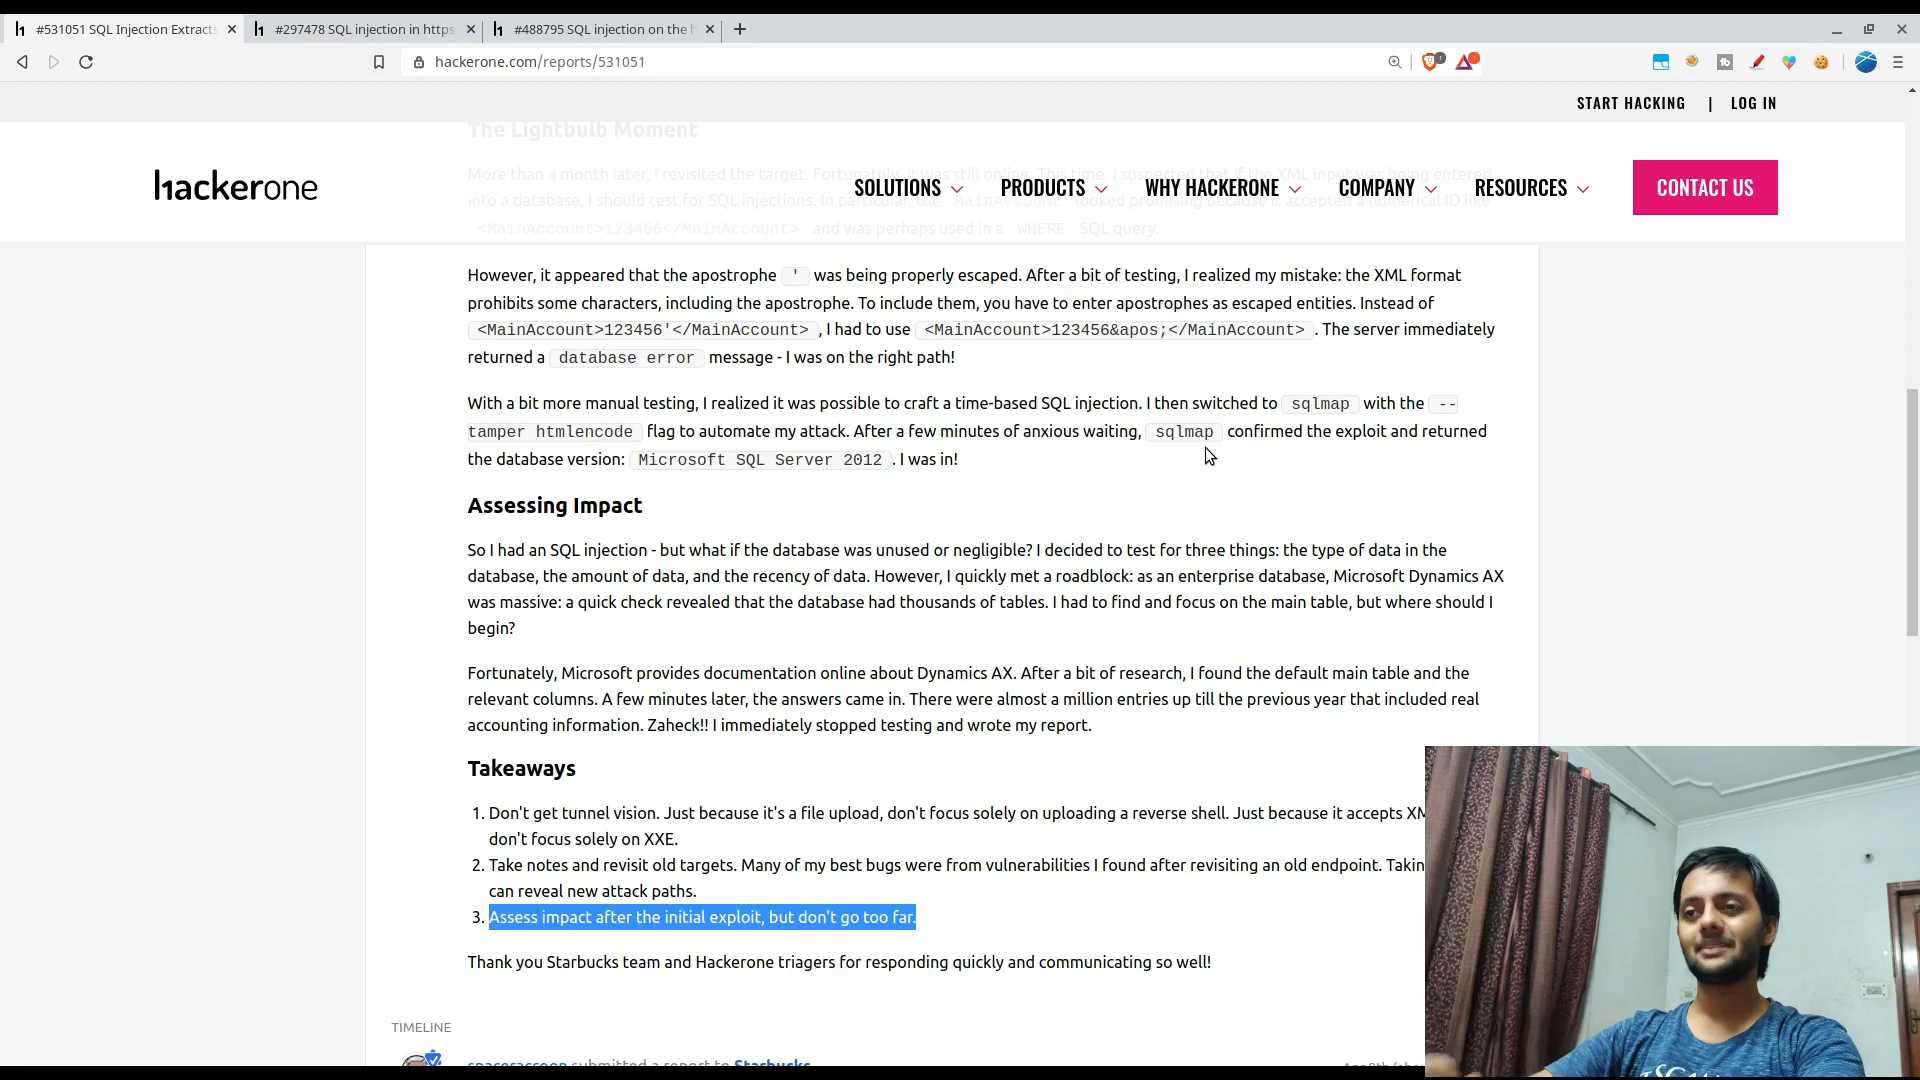 #531051 SQL Injection Extracts
#297478 SQL injection in https:
#488795 SQL injection on the h
hackerone.com/reports/531051
START HACKING | LOG IN
The Lightbulb Moment
More than a month later, I revisited the target. Fortunately, it was still online. This time, I suspected that if the XML input was being entered
into a database, I should test for SQL injections. In particular, the MainAccount looked promising because it accepted a numerical ID like
<MainAccount>123456</MainAccount> and was perhaps used in a WHERE SQL query.
hackerone
SOLUTIONS PRODUCTS WHY HACKERONE COMPANY RESOURCES CONTACT US
However, it appeared that the apostrophe ' was being properly escaped. After a bit of testing, I realized my mistake: the XML format
prohibits some characters, including the apostrophe. To include them, you have to enter apostrophes as escaped entities. Instead of
<MainAccount>123456'</MainAccount> , I had to use <MainAccount>123456&apos;</MainAccount> . The server immediately
returned a database error message - I was on the right path!
With a bit more manual testing, I realized it was possible to craft a time-based SQL injection. I then switched to sqlmap with the --
tamper htmlencode flag to automate my attack. After a few minutes of anxious waiting, sqlmap confirmed the exploit and returned
the database version: Microsoft SQL Server 2012 . I was in!
Assessing Impact
So I had an SQL injection - but what if the database was unused or negligible? I decided to test for three things: the type of data in the
database, the amount of data, and the recency of data. However, I quickly met a roadblock: as an enterprise database, Microsoft Dynamics AX
was massive: a quick check revealed that the database had thousands of tables. I had to find and focus on the main table, but where should I
begin?
Fortunately, Microsoft provides documentation online about Dynamics AX. After a bit of research, I found the default main table and the
relevant columns. A few minutes later, the answers came in. There were almost a million entries up till the previous year that included real
accounting information. Zaheck!! I immediately stopped testing and wrote my report.
Takeaways
1. Don't get tunnel vision. Just because it's a file upload, don't focus solely on uploading a reverse shell. Just because it accepts XM
don't focus solely on XXE.
2. Take notes and revisit old targets. Many of my best bugs were from vulnerabilities I found after revisiting an old endpoint. Takin
can reveal new attack paths.
3. Assess impact after the initial exploit, but don't go too far.
Thank you Starbucks team and Hackerone triagers for responding quickly and communicating so well!
TIMELINE
spaceraccoon submitted a report to Starbucks